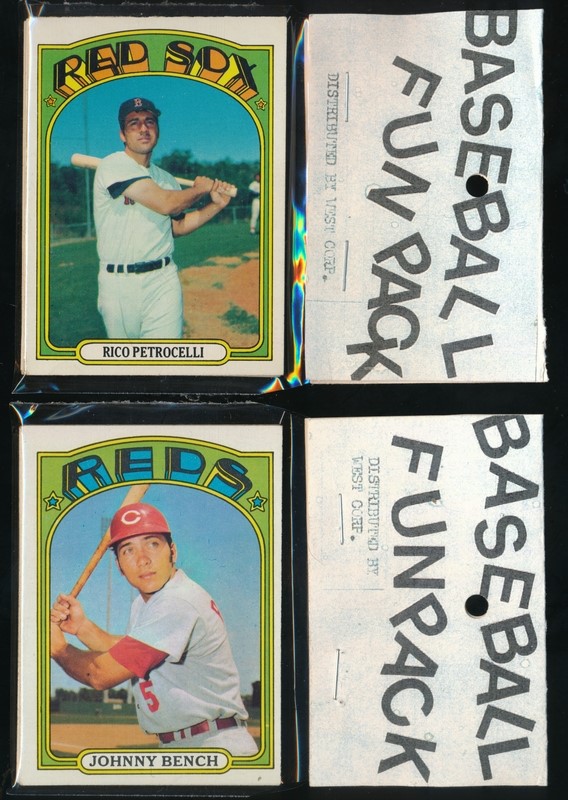 RED SOX
B
RICO PETROCELLI
BASEBALL
FUN PACK
DISTRIBUTED BY WEST CORP.
REDS
C
5
JOHNNY BENCH
BASEBALL
FUN PACK
DISTRIBUTED BY
WEST CORP.